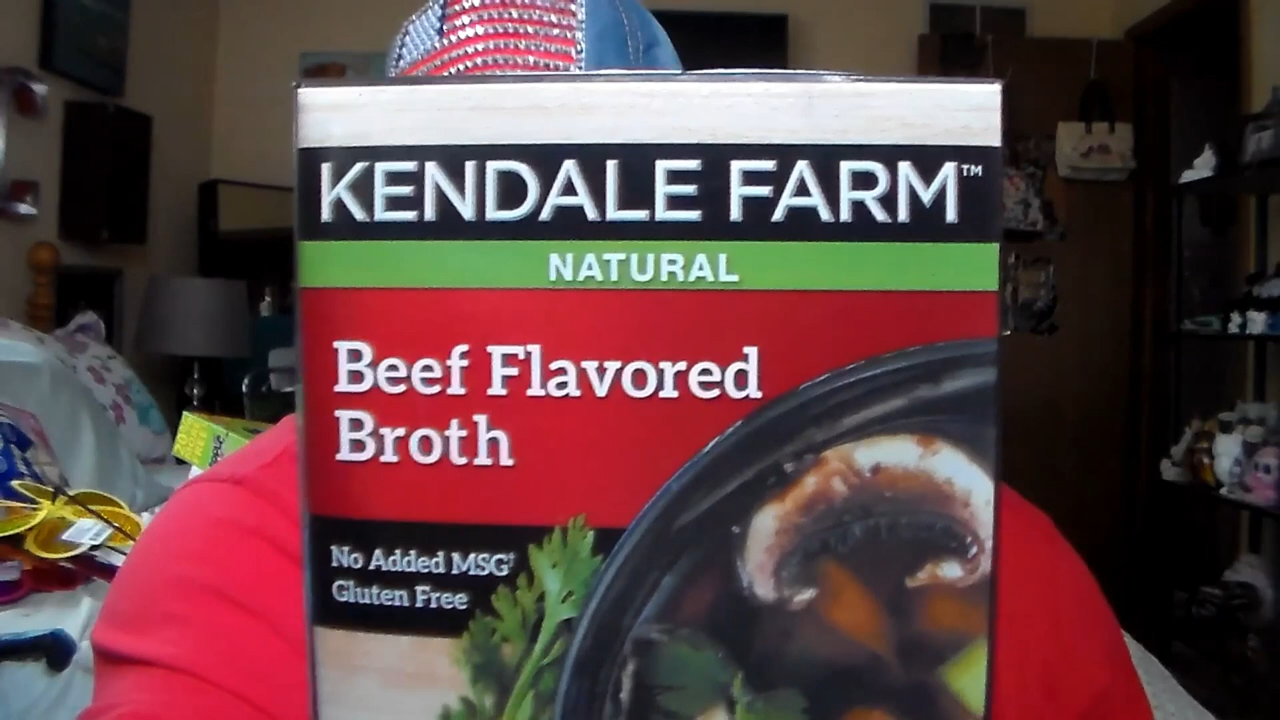 KENDALE FARM™
NATURAL
Beef Flavored
Broth
No Added MSG†
Gluten Free